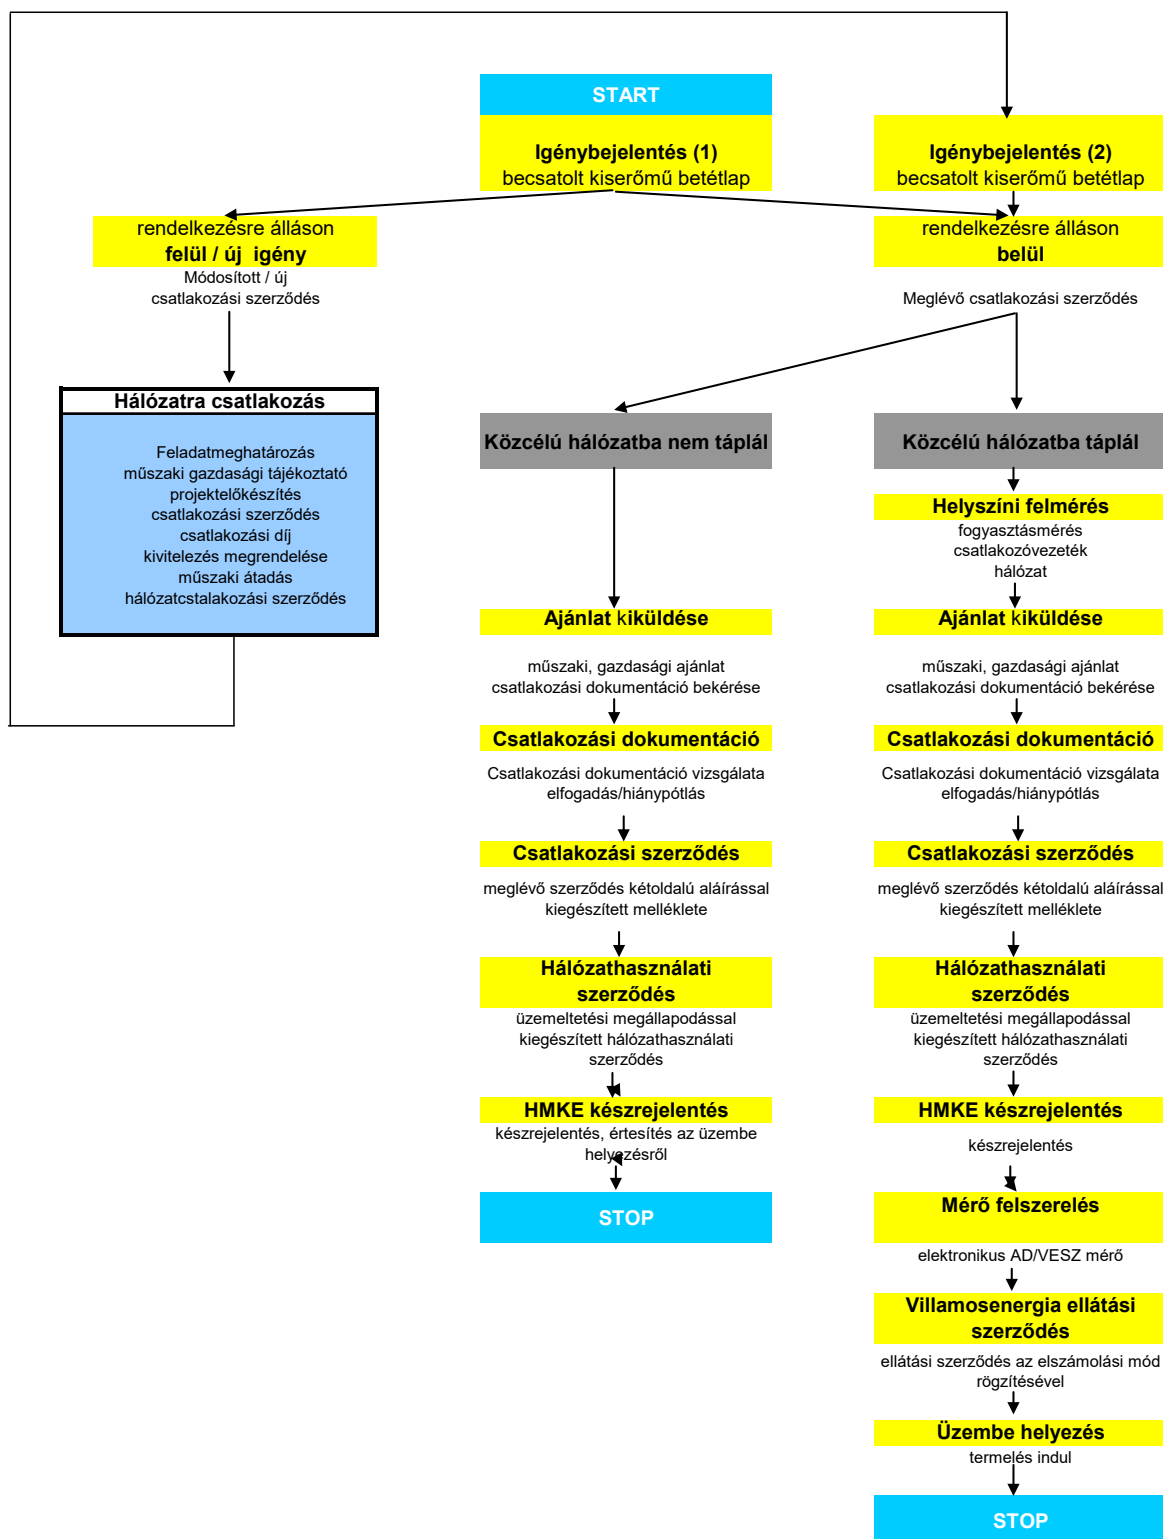 START
Igénybejelentés (1)
becsatolt kiserőmű betétlap
Igénybejelentés (2)
becsatolt kiserőmű betétlap
rendelkezésre álláson
felül / új igény
Módosított / új
csatlakozási szerződés
rendelkezésre álláson
belül
Meglévő csatlakozási szerződés
Hálózatra csatlakozás
Feladatmeghatározás
műszaki gazdasági tájékoztató
projektelőkészítés
csatlakozási szerződés
csatlakozási díj
kivitelezés megrendelése
műszaki átadás
hálózatcstalakozási szerződés
Közcélú hálózatba nem táplál
Ajánlat kiküldése
műszaki, gazdasági ajánlat
csatlakozási dokumentáció bekérése
Csatlakozási dokumentáció
Csatlakozási dokumentáció vizsgálata
elfogadás/hiánypótlás
Csatlakozási szerződés
meglévő szerződés kétoldalú aláírással
kiegészített melléklete
Hálózathasználati
szerződés
üzemeltetési megállapodással
kiegészített hálózathasználati
szerződés
HMKE készrejelentés
készrejelentés, értesítés az üzembe
helyezésről
STOP
Közcélú hálózatba táplál
Helyszíni felmérés
fogyasztásmérés
csatlakozóvezeték
hálózat
Ajánlat kiküldése
műszaki, gazdasági ajánlat
csatlakozási dokumentáció bekérése
Csatlakozási dokumentáció
Csatlakozási dokumentáció vizsgálata
elfogadás/hiánypótlás
Csatlakozási szerződés
meglévő szerződés kétoldalú aláírással
kiegészített melléklete
Hálózathasználati
szerződés
üzemeltetési megállapodással
kiegészített hálózathasználati
szerződés
HMKE készrejelentés
készrejelentés
Mérő felszerelés
elektronikus AD/VESZ mérő
Villamosenergia ellátási
szerződés
ellátási szerződés az elszámolási mód
rögzítésével
Üzembe helyezés
termelés indul
STOP